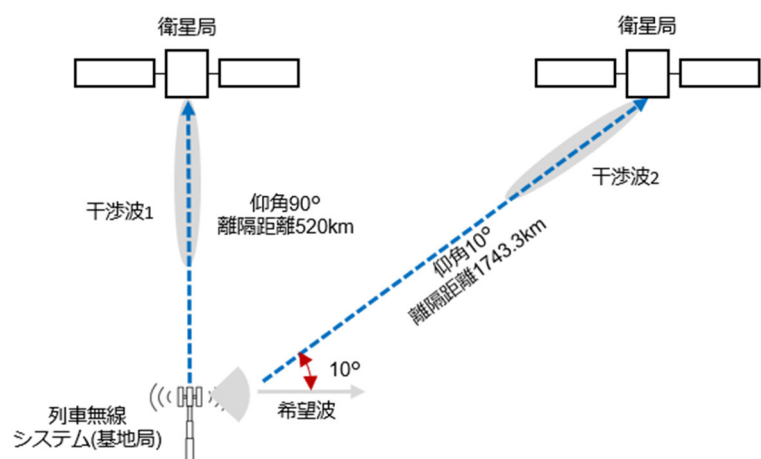 衛星局
衛星局
干渉波1
仰角90°
離隔距離520km
干渉波2
仰角10°
離隔距離1743.3km
10°
希望波
列車無線
システム(基地局)